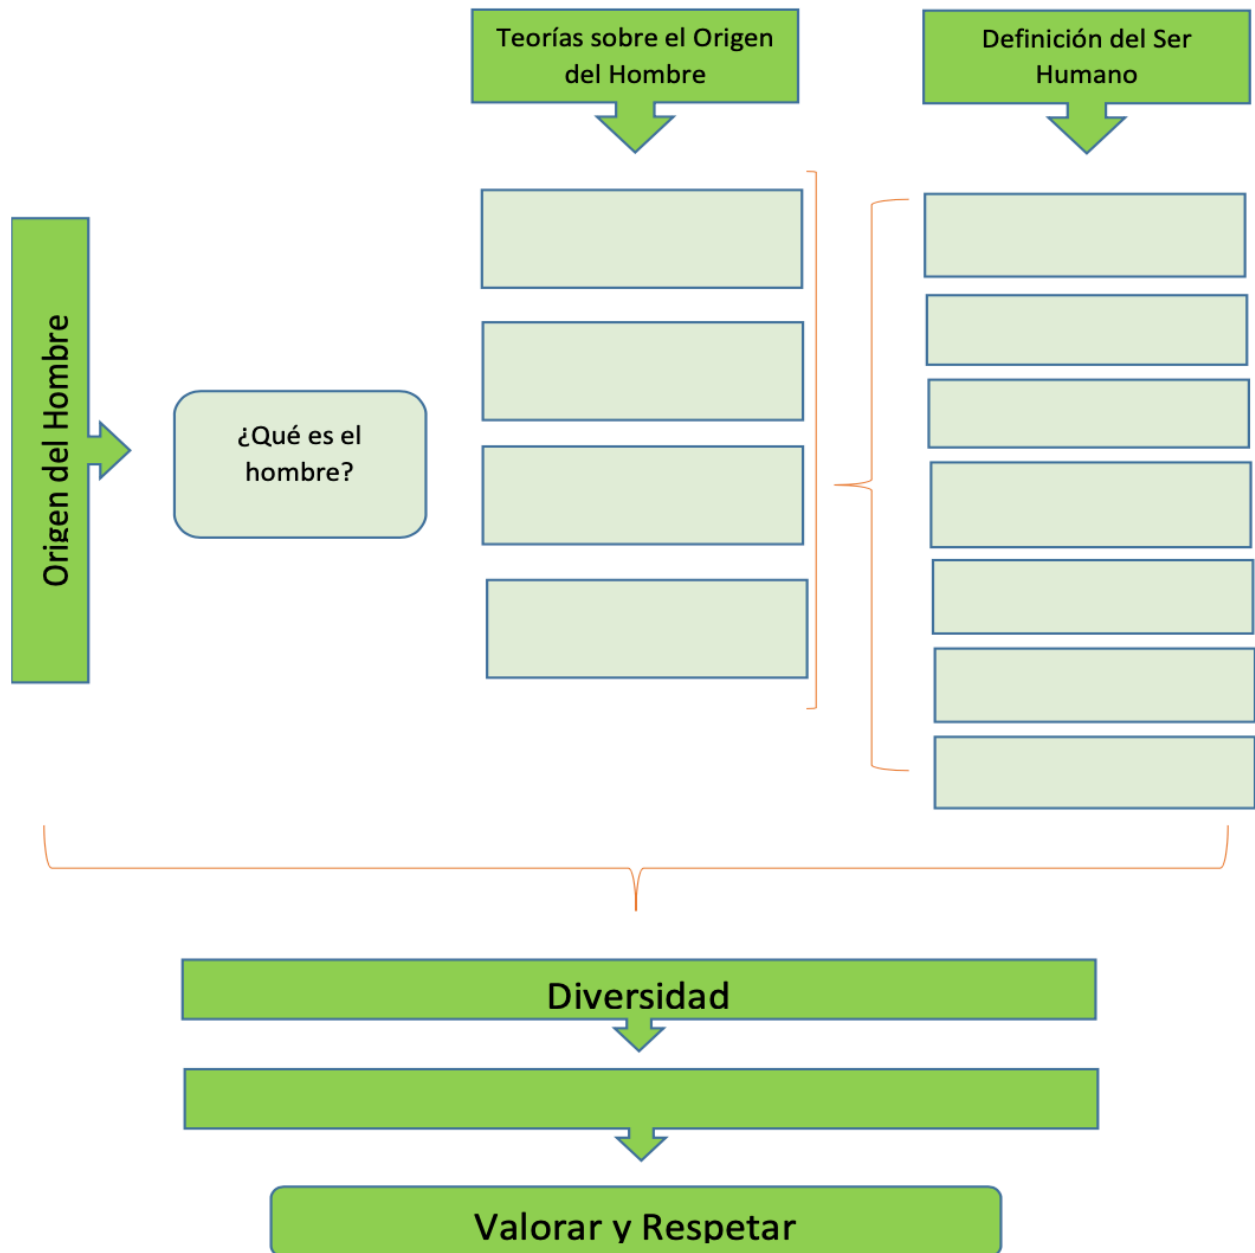 Teorías sobre el Origen
del Hombre
Definición del Ser
Humano
Origen del Hombre
¿Qué es el
hombre?
Diversidad
Valorar y Respetar